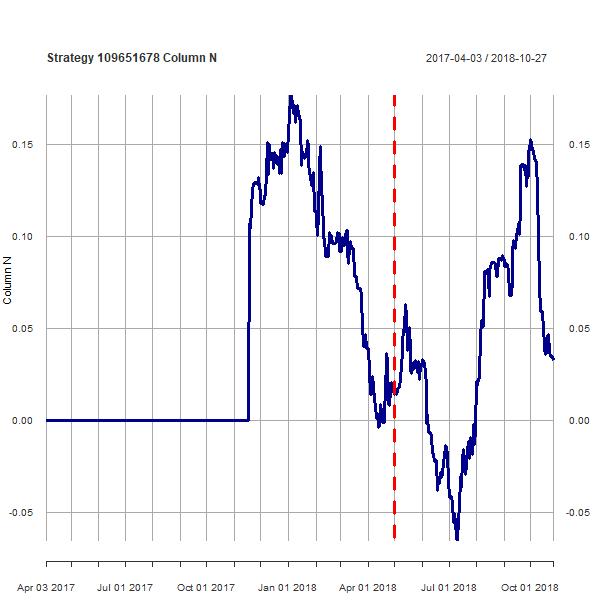 Strategy 109651678 Column N
2017-04-03 / 2018-10-27
0.15
0.15
0.10
0.10
Column N
0.05
0.05
0.00
0.00
-0.05
-0.05
Apr 03 2017
Jul 01 2017
Oct 01 2017
Jan 01 2018
Apr 01 2018
Jul 01 2018
Oct 01 2018